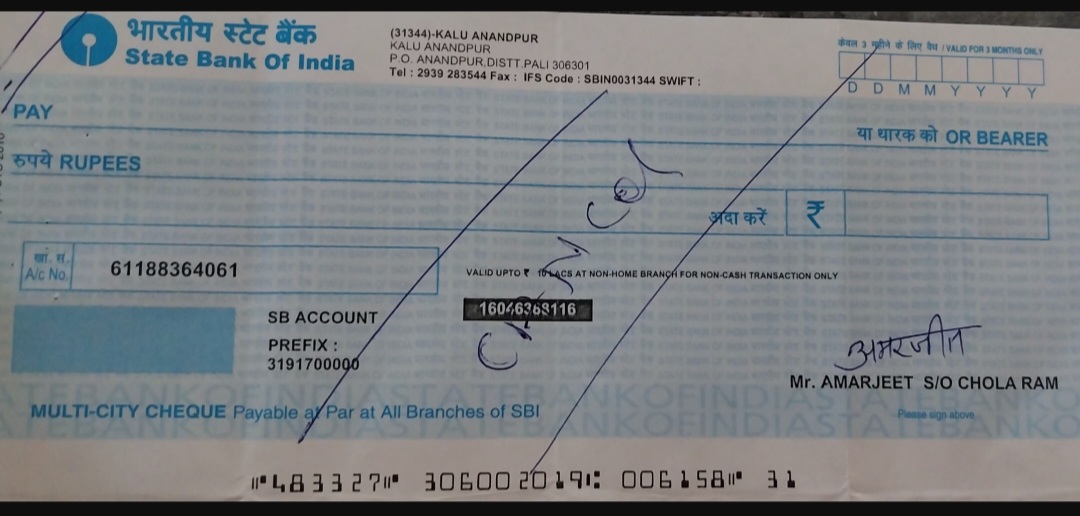 भारतीय स्टेट बैंक
State Bank Of India
(31344)-KALU ANANDPUR
KALU ANANDPUR
P.O. ANANDPUR,DISTT.PALI 306301
Tel : 2939 283544 Fax : IFS Code : SBIN0031344 SWIFT :
केवल 3 महीने के लिए वैध / VALID FOR 3 MONTHS ONLY
D D M M Y Y Y Y
PAY
या धारक को OR BEARER
रुपये RUPEES
अदा करें ₹
खा. सं.
A/c No. 61188364061
VALID UPTO ₹ 10 LACS AT NON-HOME BRANCH FOR NON-CASH TRANSACTION ONLY
16046368116
SB ACCOUNT
PREFIX :
3191700000
अमरजीत
Mr. AMARJEET S/O CHOLA RAM
MULTI-CITY CHEQUE Payable at Par at All Branches of SBI
Please sign above
⑈483327⑈ 306002019⑆ 006158⑈ 31